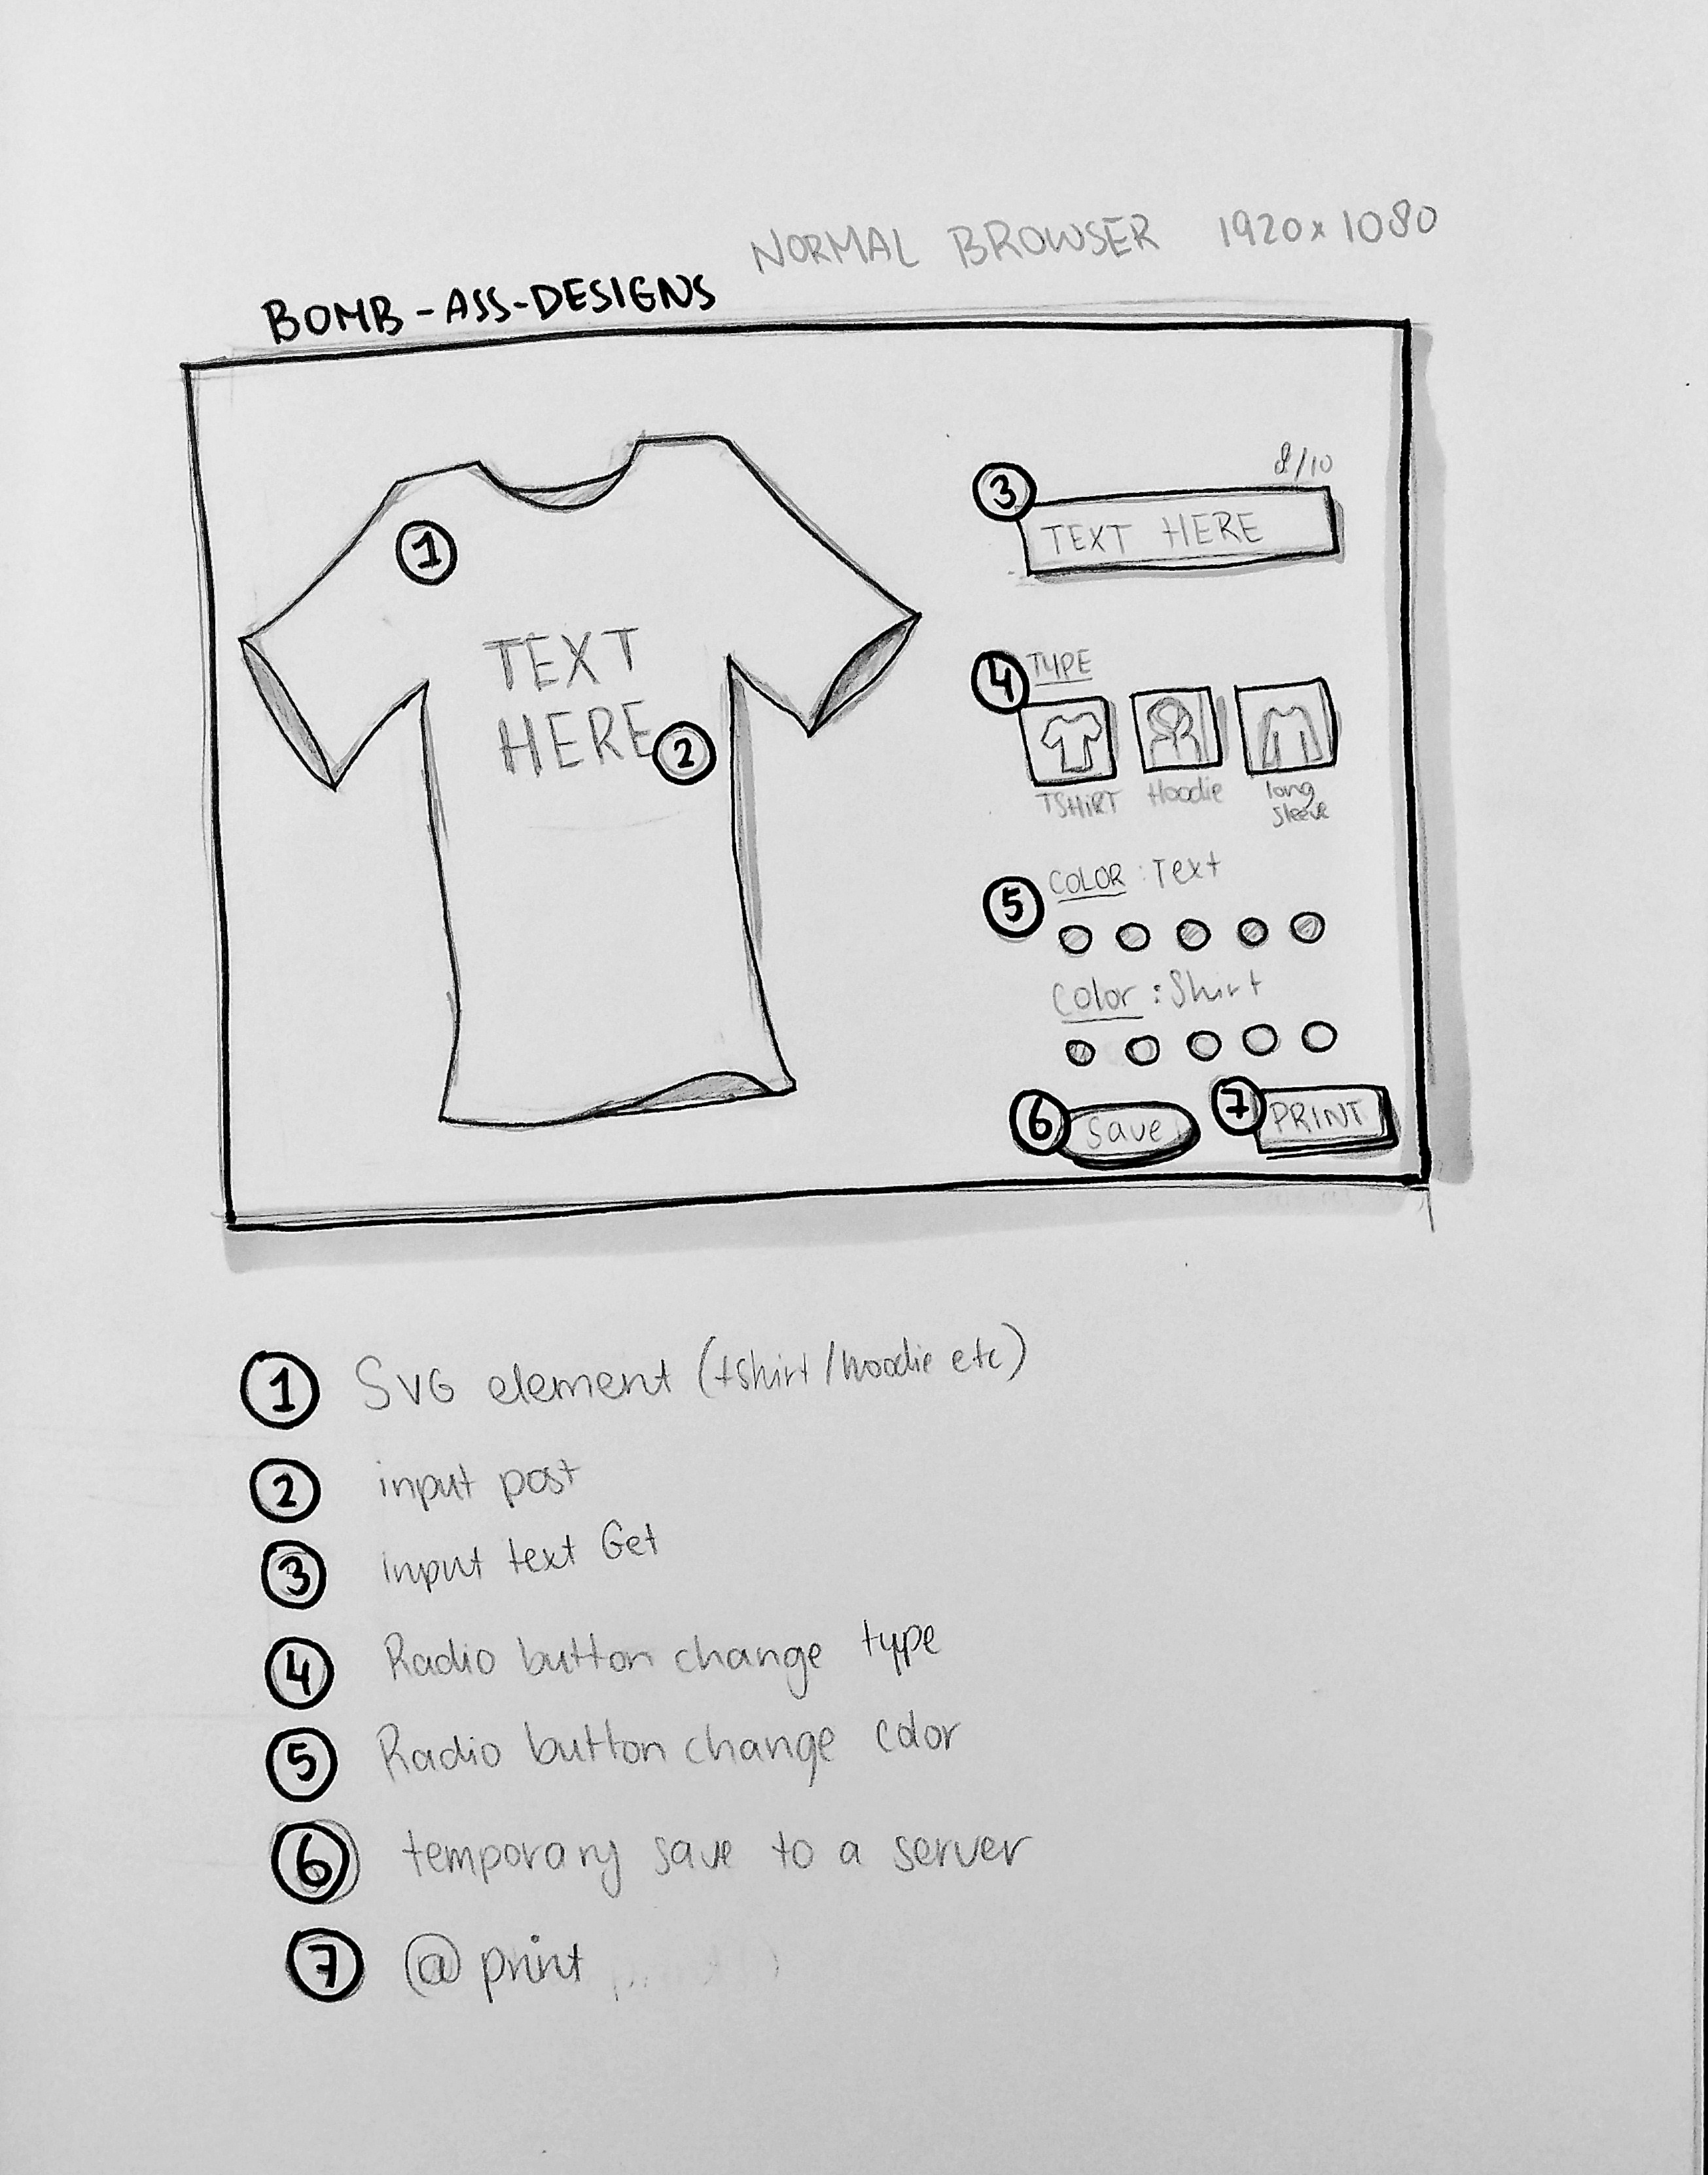 NORMAL BROWSER 1920x1080
BOMB-ASS-DESIGNS
1
TEXT
HERE
2
8/10
3
TEXT HERE
4 TYPE
TSHIRT Hoodie long
sleeve
5 COLOR : Text
Color : Shirt
6 Save 7 PRINT
1 SVG element (tshirt/hoodie etc)
2 input post
3 input text Get
4 Radio button change type
5 Radio button change color
6 temporary save to a server
7 @print